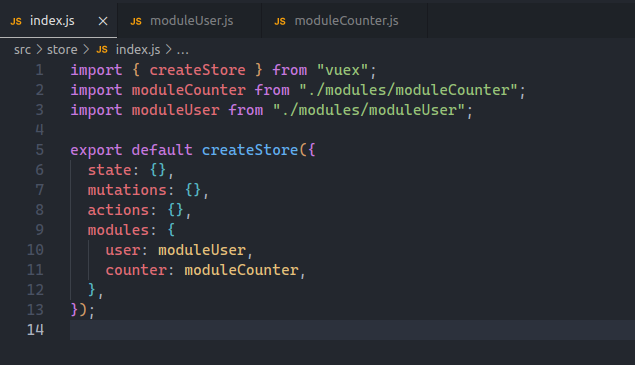 JS index.js × JS moduleUser.js JS moduleCounter.js
src > store > JS index.js > ...
1 import { createStore } from "vuex";
2 import moduleCounter from "./modules/moduleCounter";
3 import moduleUser from "./modules/moduleUser";
4
5 export default createStore({
6   state: {},
7   mutations: {},
8   actions: {},
9   modules: {
10     user: moduleUser,
11     counter: moduleCounter,
12   },
13 });
14